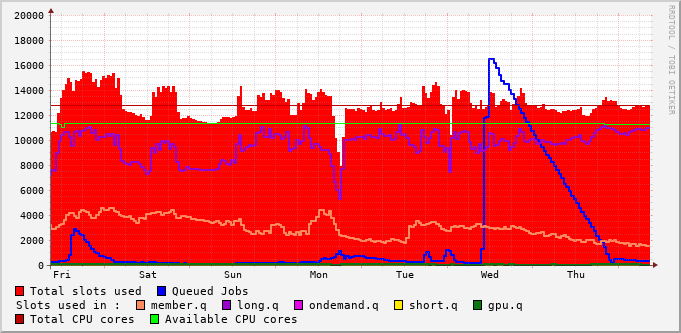 20000
18000
16000
14000
12000
10000
8000
6000
4000
2000
0
Fri Sat Sun Mon Tue Wed Thu
RRDTOOL / TOBI OETIKER
Total slots used Queued Jobs
Slots used in : member.q long.q ondemand.q short.q gpu.q
Total CPU cores Available CPU cores